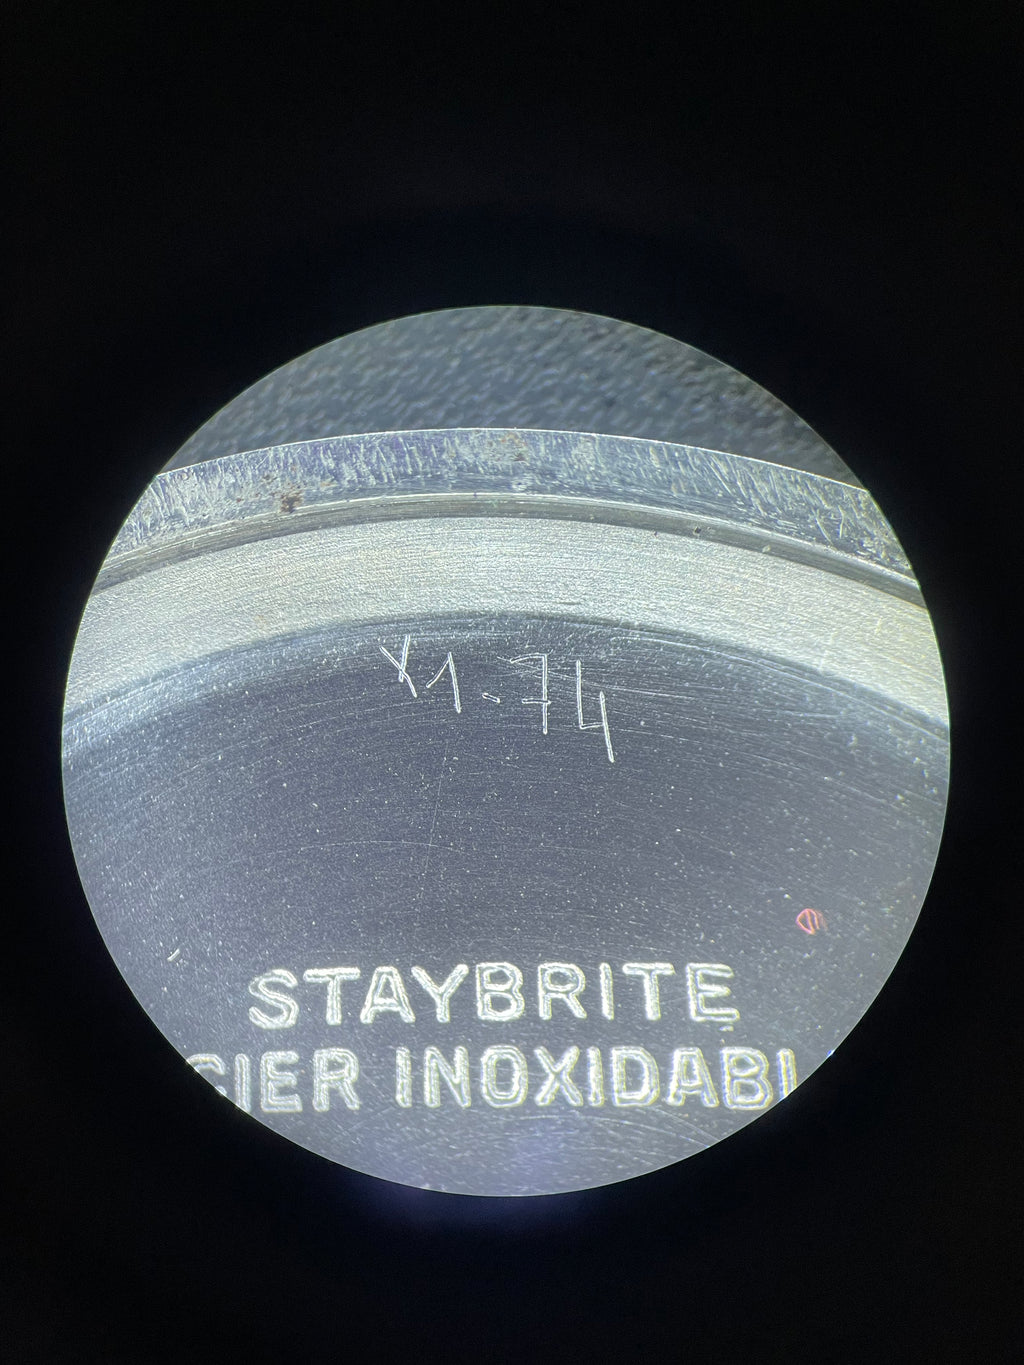 X1.74
STAYBRITE
CIER INOXIDABL